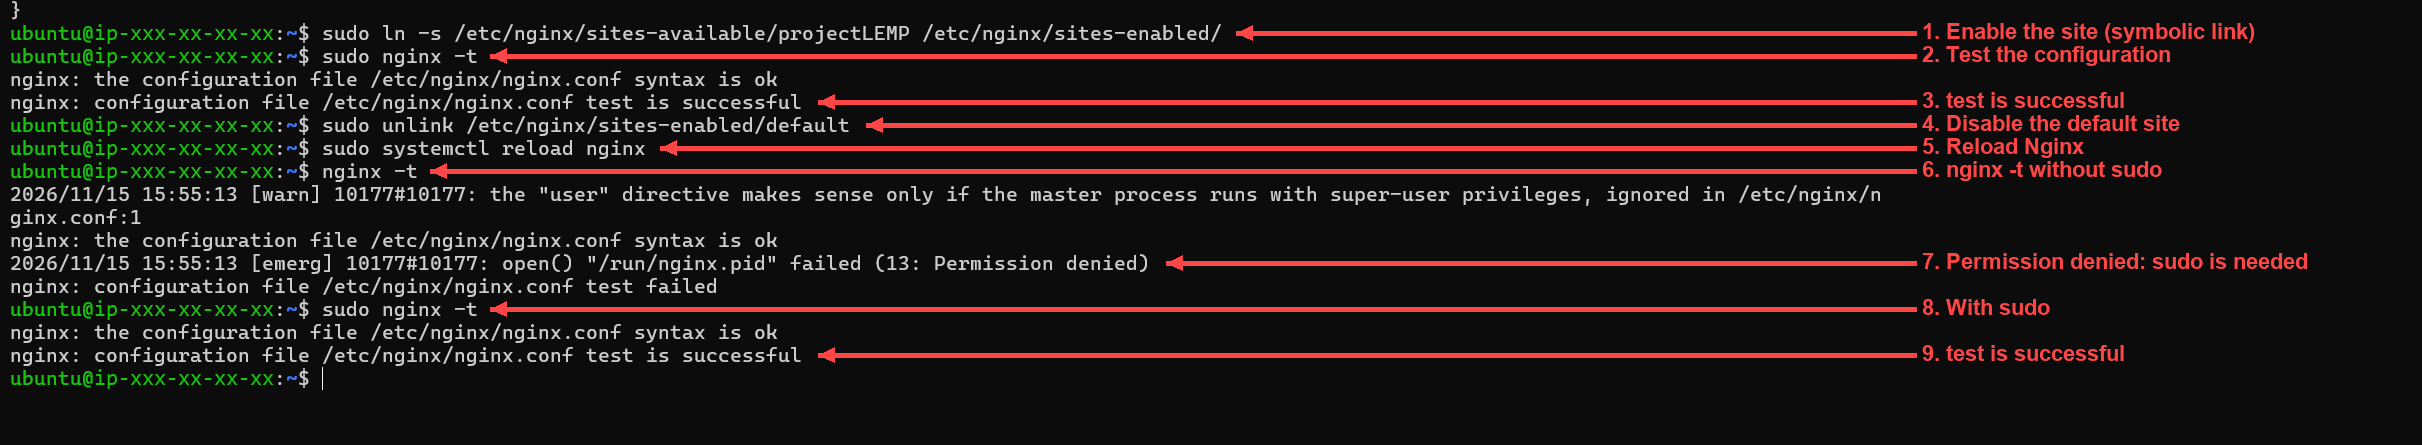 }
ubuntu@ip-xxx-xx-xx-xx:~$ sudo ln -s /etc/nginx/sites-available/projectLEMP /etc/nginx/sites-enabled/ 1. Enable the site (symbolic link)
ubuntu@ip-xxx-xx-xx-xx:~$ sudo nginx -t 2. Test the configuration
nginx: the configuration file /etc/nginx/nginx.conf syntax is ok
nginx: configuration file /etc/nginx/nginx.conf test is successful 3. test is successful
ubuntu@ip-xxx-xx-xx-xx:~$ sudo unlink /etc/nginx/sites-enabled/default 4. Disable the default site
ubuntu@ip-xxx-xx-xx-xx:~$ sudo systemctl reload nginx 5. Reload Nginx
ubuntu@ip-xxx-xx-xx-xx:~$ nginx -t 6. nginx -t without sudo
2026/11/15 15:55:13 [warn] 10177#10177: the "user" directive makes sense only if the master process runs with super-user privileges, ignored in /etc/nginx/n
ginx.conf:1
nginx: the configuration file /etc/nginx/nginx.conf syntax is ok
2026/11/15 15:55:13 [emerg] 10177#10177: open() "/run/nginx.pid" failed (13: Permission denied) 7. Permission denied: sudo is needed
nginx: configuration file /etc/nginx/nginx.conf test failed
ubuntu@ip-xxx-xx-xx-xx:~$ sudo nginx -t 8. With sudo
nginx: the configuration file /etc/nginx/nginx.conf syntax is ok
nginx: configuration file /etc/nginx/nginx.conf test is successful 9. test is successful
ubuntu@ip-xxx-xx-xx-xx:~$